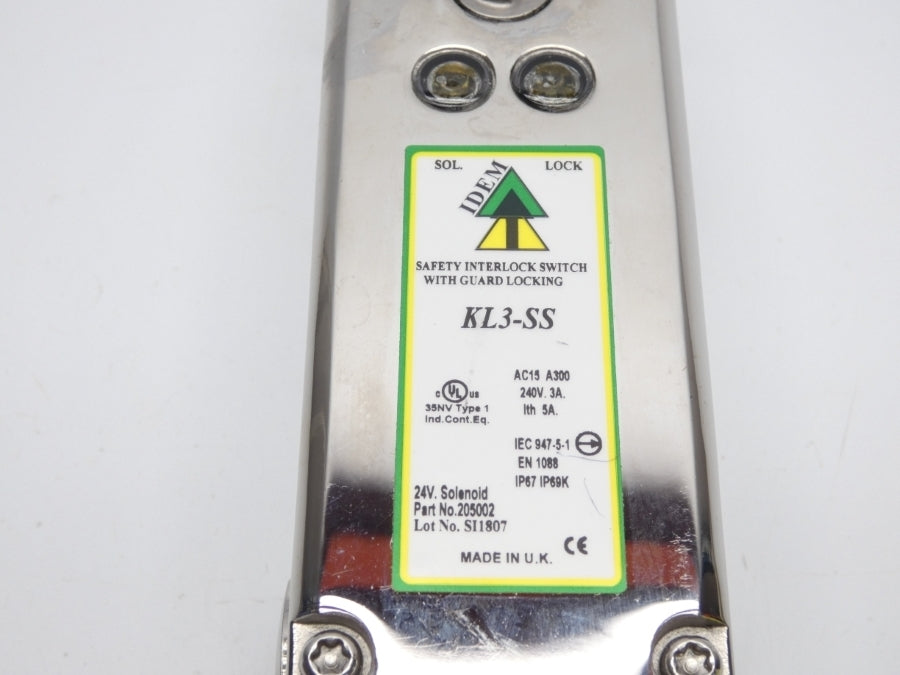 SOL. LOCK
IDEM
SAFETY INTERLOCK SWITCH
WITH GUARD LOCKING
KL3-SS
AC15 A300
240V. 3A.
Ith 5A.
c UL us
35NV Type 1
Ind.Cont.Eq.
IEC 947-5-1
EN 1088
IP67 IP69K
24V. Solenoid
Part No.205002
Lot No. SI1807
MADE IN U.K. CE